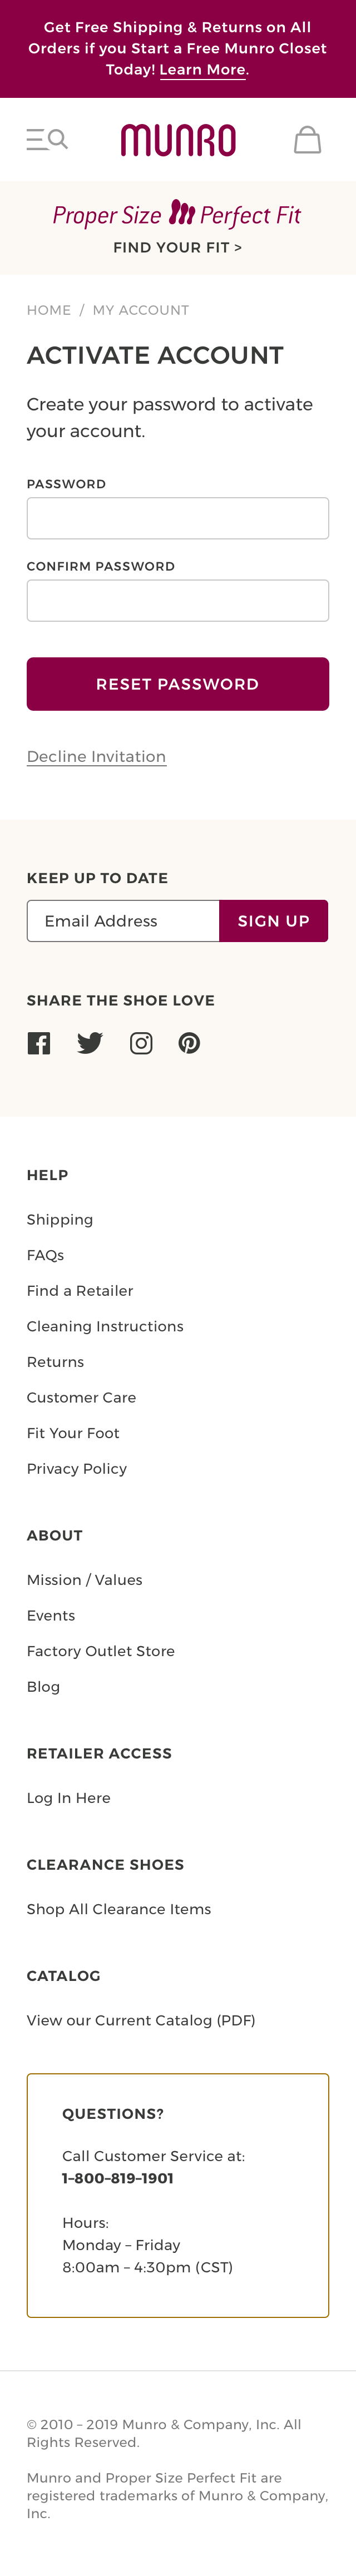 Get Free Shipping & Returns on All
Orders if you Start a Free Munro Closet
Today! Learn More.
MUNRO
Proper Size m Perfect Fit
FIND YOUR FIT >
HOME / MY ACCOUNT
ACTIVATE ACCOUNT
Create your password to activate
your account.
PASSWORD
CONFIRM PASSWORD
RESET PASSWORD
Decline Invitation
KEEP UP TO DATE
Email Address
SIGN UP
SHARE THE SHOE LOVE
HELP
Shipping
FAQs
Find a Retailer
Cleaning Instructions
Returns
Customer Care
Fit Your Foot
Privacy Policy
ABOUT
Mission / Values
Events
Factory Outlet Store
Blog
RETAILER ACCESS
Log In Here
CLEARANCE SHOES
Shop All Clearance Items
CATALOG
View our Current Catalog (PDF)
QUESTIONS?
Call Customer Service at:
1-800-819-1901
Hours:
Monday – Friday
8:00am – 4:30pm (CST)
© 2010 – 2019 Munro & Company, Inc. All
Rights Reserved.
Munro and Proper Size Perfect Fit are
registered trademarks of Munro & Company,
Inc.